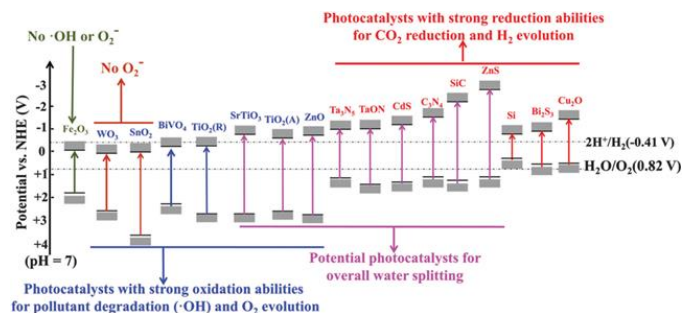 No ·OH or O₂⁻
Photocatalysts with strong reduction abilities
for CO₂ reduction and H₂ evolution
No O₂⁻
Potential vs. NHE (V)
-3
-2
-1
0
+1
+2
+3
+4
(pH = 7)
Fe₂O₃
WO₃
SnO₂
BiVO₄
TiO₂(R)
SrTiO₃
TiO₂(A)
ZnO
Ta₃N₅
TaON
CdS
C₃N₄
SiC
ZnS
Si
Bi₂S₃
Cu₂O
2H⁺/H₂(-0.41 V)
H₂O/O₂(0.82 V)
Potential photocatalysts for
overall water splitting
Photocatalysts with strong oxidation abilities
for pollutant degradation (·OH) and O₂ evolution